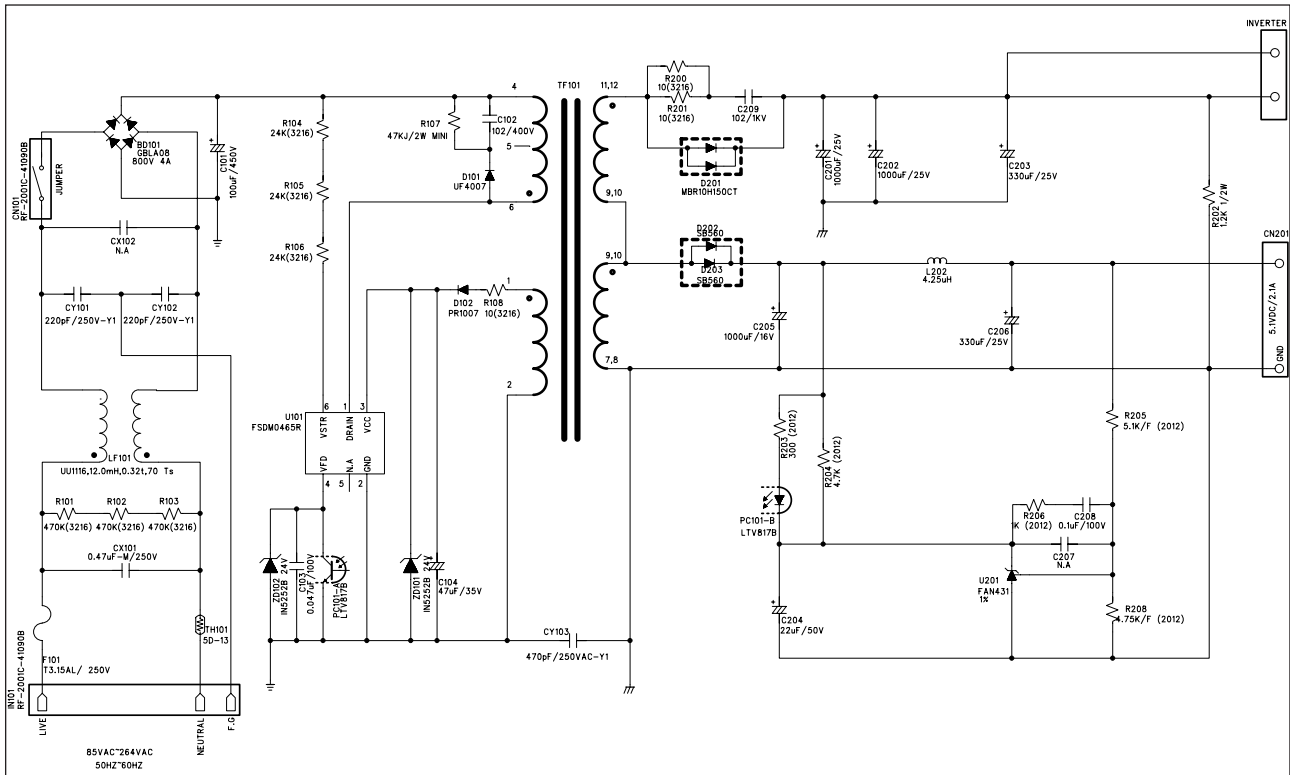 INVERTER
TF101
4
5
6
11,12
9,10
R200
10(3216)
R201
10(3216)
C209
102/1KV
D201
MBR10H150CT
C201
1000uF/25V
C202
1000uF/25V
C203
330uF/25V
R202
1.2K 1/2W
R104
24K(3216)
R105
24K(3216)
R106
24K(3216)
R107
47KJ/2W MINI
C102
102/400V
D101
UF4007
BD101
GBLA08
800V 4A
C101
100uF/450V
JUMPER
CN101
RF-2001C-41090B
CX102
N.A
CY101
220pF/250V-Y1
CY102
220pF/250V-Y1
D202
SB560
D203
SB560
9,10
7,8
L202
4.25uH
CN201
5.1VDC/2.1A
GND
C205
1000uF/16V
C206
330uF/25V
D102
PR1007
R108
10(3216)
1
2
U101
FSDM0465R
6
1
3
VSTR
DRAIN
VCC
VFD
N.A
GND
4
5
2
LF101
UU1116,12.0mH,0.32t,70 Ts
R101
470K(3216)
R102
470K(3216)
R103
470K(3216)
CX101
0.47uF-M/250V
R203
300 (2012)
R204
4.7K (2012)
R205
5.1K/F (2012)
PC101-B
LTV817B
R206
1K (2012)
C208
0.1uF/100V
C207
N.A
U201
FAN431
1%
R208
4.75K/F (2012)
C204
22uF/50V
ZD102
IN5252B 24V
C103
0.047uF/100V
PC101-A
LTV817B
ZD101
IN5252B 24V
C104
47uF/35V
CY103
470pF/250VAC-Y1
TH101
5D-13
F101
T3.15AL/ 250V
IN101
RF-2001C-41090B
LIVE
NEUTRAL
F.G
85VAC~264VAC
50HZ~60HZ